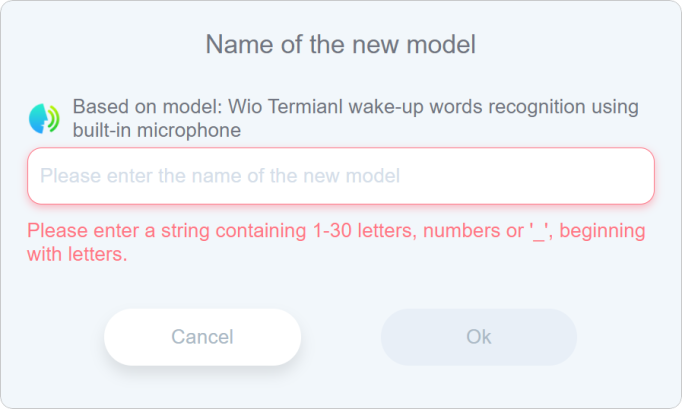 Name of the new model
Based on model: Wio Termianl wake-up words recognition using
built-in microphone
Please enter the name of the new model
Please enter a string containing 1-30 letters, numbers or '_', beginning
with letters.
Cancel
Ok